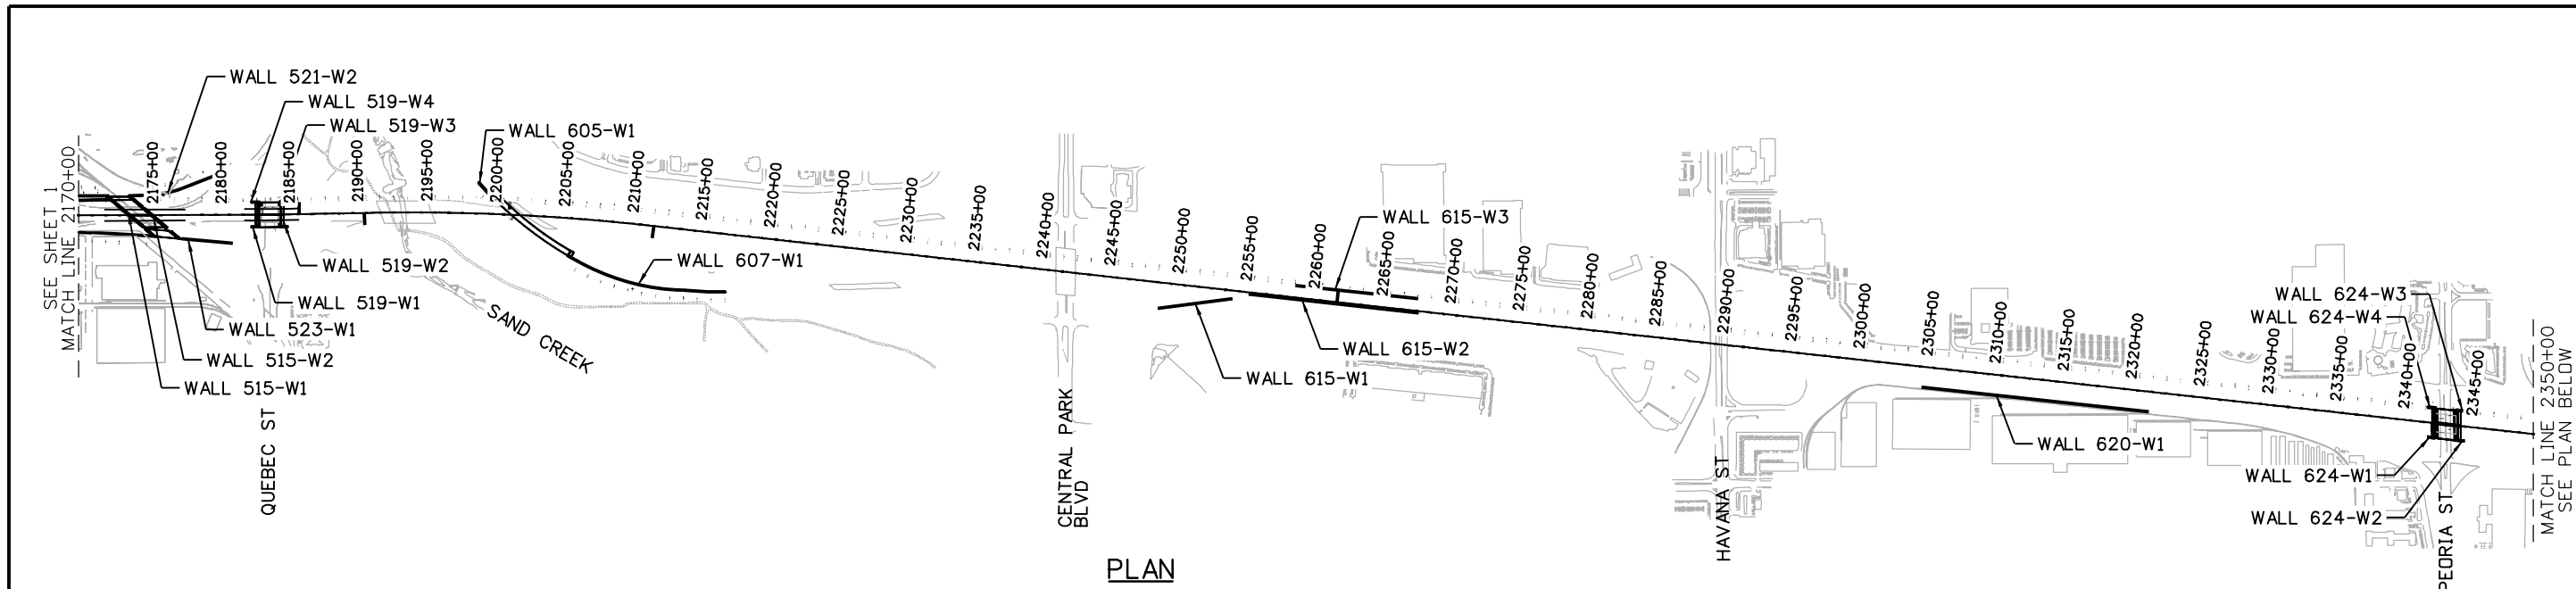 WALL 521-W2
WALL 519-W4
WALL 519-W3
WALL 605-W1
SEE SHEET 1
MATCH LINE 2170+00
2175+00
2180+00
2185+00
2190+00
2195+00
2200+00
2205+00
2210+00
2215+00
2220+00
2225+00
2230+00
2235+00
2240+00
2245+00
2250+00
2255+00
2260+00
2265+00
2270+00
2275+00
2280+00
2285+00
2290+00
2295+00
2300+00
2305+00
2310+00
2315+00
2320+00
2325+00
2330+00
2335+00
2340+00
2345+00
WALL 615-W3
WALL 519-W2
WALL 607-W1
WALL 519-W1
WALL 523-W1
WALL 515-W2
WALL 515-W1
SAND CREEK
WALL 615-W2
WALL 615-W1
WALL 624-W3
WALL 624-W4
WALL 620-W1
WALL 624-W1
WALL 624-W2
QUEBEC ST
CENTRAL PARK
BLVD
HAVANA ST
PEORIA ST
MATCH LINE 2350+00
SEE PLAN BELOW
PLAN